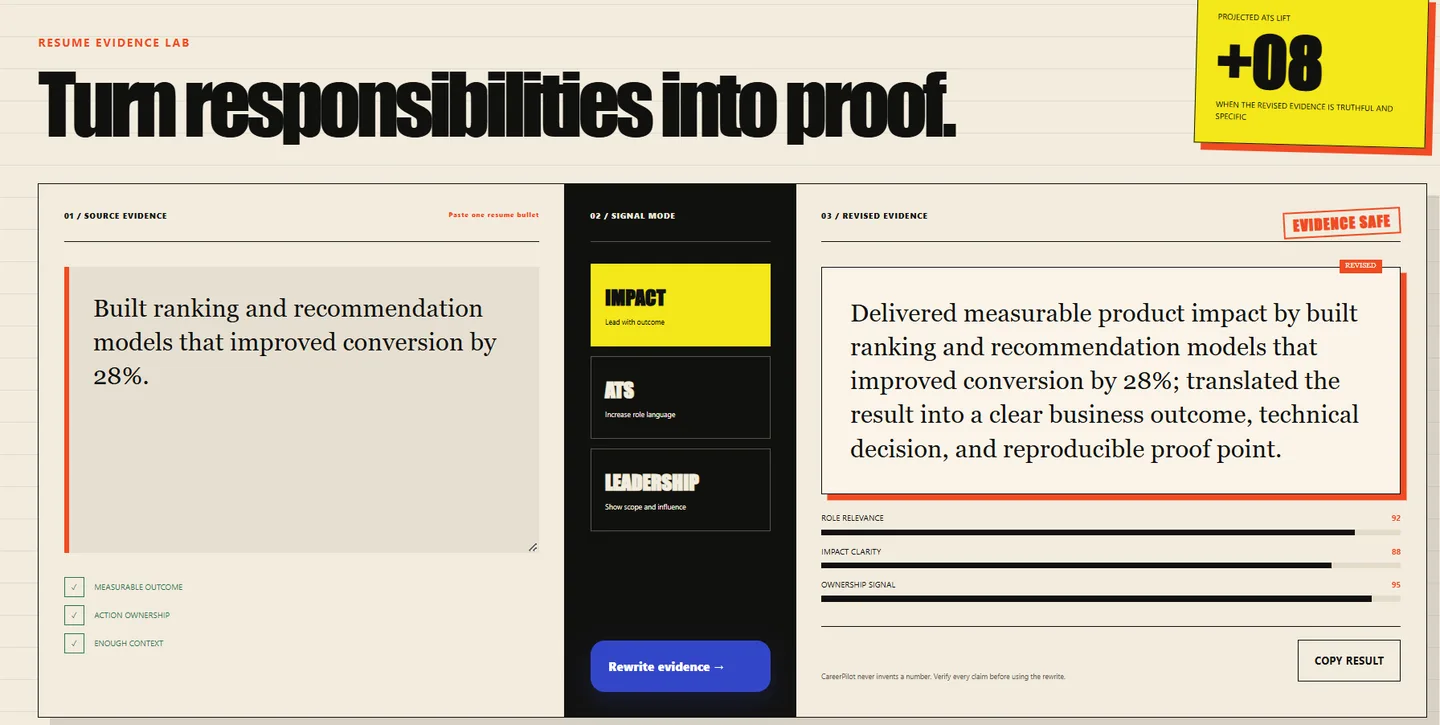 RESUME EVIDENCE LAB
Turn responsibilities into proof.
PROJECTED ATS LIFT
+08
WHEN THE REVISED EVIDENCE IS TRUTHFUL AND
SPECIFIC
01 / SOURCE EVIDENCE
Paste one resume bullet
Built ranking and recommendation
models that improved conversion by
28%.
✓ MEASURABLE OUTCOME
✓ ACTION OWNERSHIP
✓ ENOUGH CONTEXT
02 / SIGNAL MODE
IMPACT
Lead with outcome
ATS
Increase role language
LEADERSHIP
Show scope and influence
Rewrite evidence →
03 / REVISED EVIDENCE
EVIDENCE SAFE
REVISED
Delivered measurable product impact by built
ranking and recommendation models that
improved conversion by 28%; translated the
result into a clear business outcome, technical
decision, and reproducible proof point.
ROLE RELEVANCE 92
IMPACT CLARITY 88
OWNERSHIP SIGNAL 95
CareerPilot never invents a number. Verify every claim before using the rewrite.
COPY RESULT